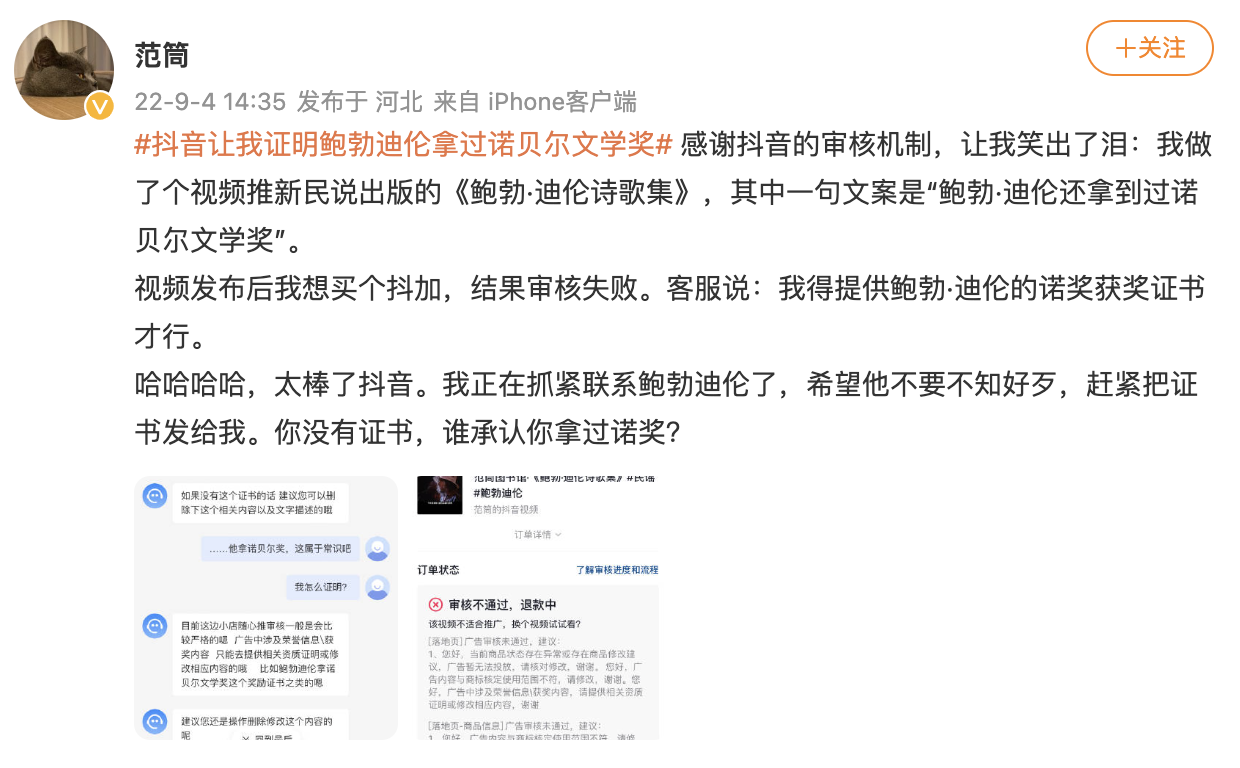 范筒
+关注
22-9-4 14:35 发布于 河北 来自 iPhone客户端
#抖音让我证明鲍勃迪伦拿过诺贝尔文学奖# 感谢抖音的审核机制，让我笑出了泪：我做
了个视频推新民说出版的《鲍勃·迪伦诗歌集》，其中一句文案是“鲍勃·迪伦还拿到过诺
贝尔文学奖”。
视频发布后我想买个抖加，结果审核失败。客服说：我得提供鲍勃·迪伦的诺奖获奖证书
才行。
哈哈哈哈，太棒了抖音。我正在抓紧联系鲍勃迪伦了，希望他不要不知好歹，赶紧把证
书发给我。你没有证书，谁承认你拿过诺奖？
如果没有这个证书的话 建议您可以删
除下这个相关内容以及文字描述的哦
……他拿诺贝尔奖，这属于常识吧
我怎么证明?
目前这边小店随心推审核一般是会比
较严格的嗯 广告中涉及荣誉信息\获
奖内容 只能去提供相关资质证明或修
改相应内容的哦 比如鲍勃迪伦拿诺
贝尔文学奖这个奖励证书之类的嗯
建议您还是操作删除修改这个内容的
呢
回到最后
范筒图书馆·《鲍勃·迪伦诗歌集》#民谣
#鲍勃迪伦
范筒的抖音视频
订单详情
订单状态
了解审核进度和流程
审核不通过，退款中
该视频不适合推广，换个视频试试看?
[落地页]广告审核未通过，建议：
1、您好，当前商品状态存在异常或存在商品修改建
议，广告暂无法投放，请核对修改，谢谢。您好，广
告内容与商标核定使用范围不符，请修改，谢谢。您
好，广告中涉及荣誉信息\获奖内容，请提供相关资质
证明或修改相应内容，谢谢
[落地页-商品信息]广告审核未通过，建议：
1、您好，广告内容与商标核定使用范围不符，请修